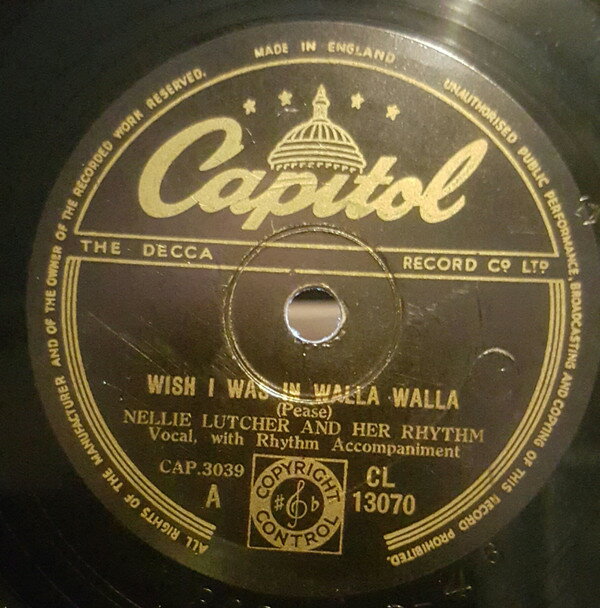 MADE IN ENGLAND
ALL RIGHTS OF THE MANUFACTURER AND OF THE OWNER OF THE RECORDED WORK RESERVED.
UNAUTHORISED PUBLIC PERFORMANCE BROADCASTING AND COPYING OF THIS RECORD PROHIBITED.
Capitol
THE DECCA RECORD CO LTD
WISH I WAS IN WALLA WALLA
(Pease)
NELLIE LUTCHER AND HER RHYTHM
Vocal, with Rhythm Accompaniment
CAP.3039
A
COPYRIGHT
CONTROL
CL
13070